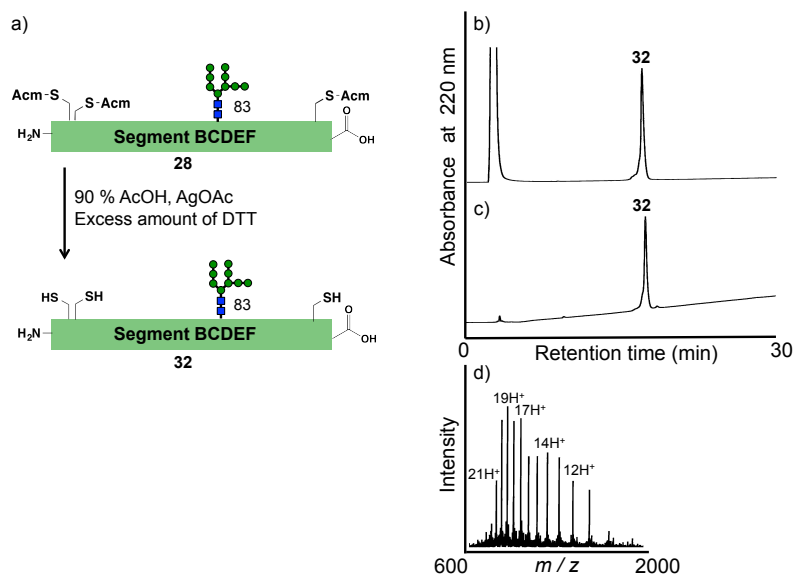 a)
Acm-S
S-Acm
83
S-Acm
O
H₂N
Segment BCDEF
OH
28
90 % AcOH, AgOAc
Excess amount of DTT
HS
SH
83
SH
O
H₂N
Segment BCDEF
OH
32
b)
32
c)
32
Absorbance at 220 nm
0
Retention time (min)
30
d)
19H⁺
17H⁺
14H⁺
21H⁺
12H⁺
Intensity
600
m / z
2000